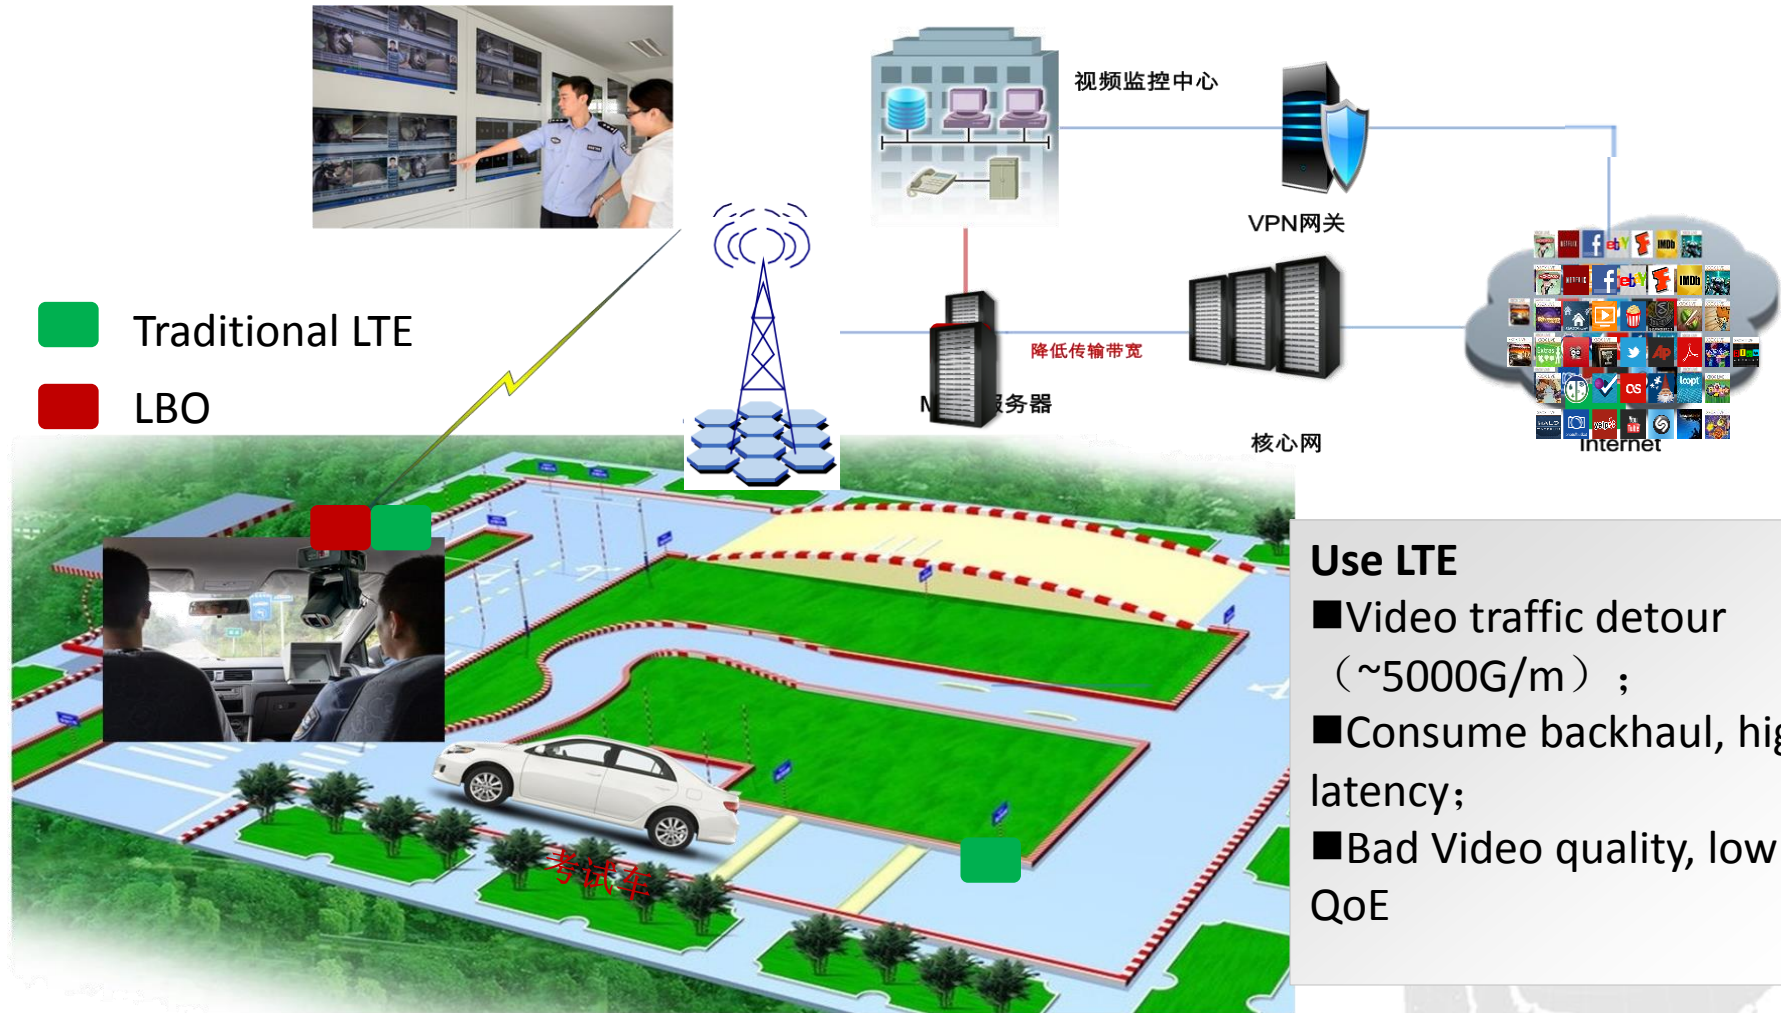 视频监控中心
VPN网关
Traditional LTE
LBO
降低传输带宽
务器
核心网
Internet
Use LTE
■Video traffic detour
（~5000G/m）;
■Consume backhaul, hig
latency;
■Bad Video quality, low
QoE
考试车